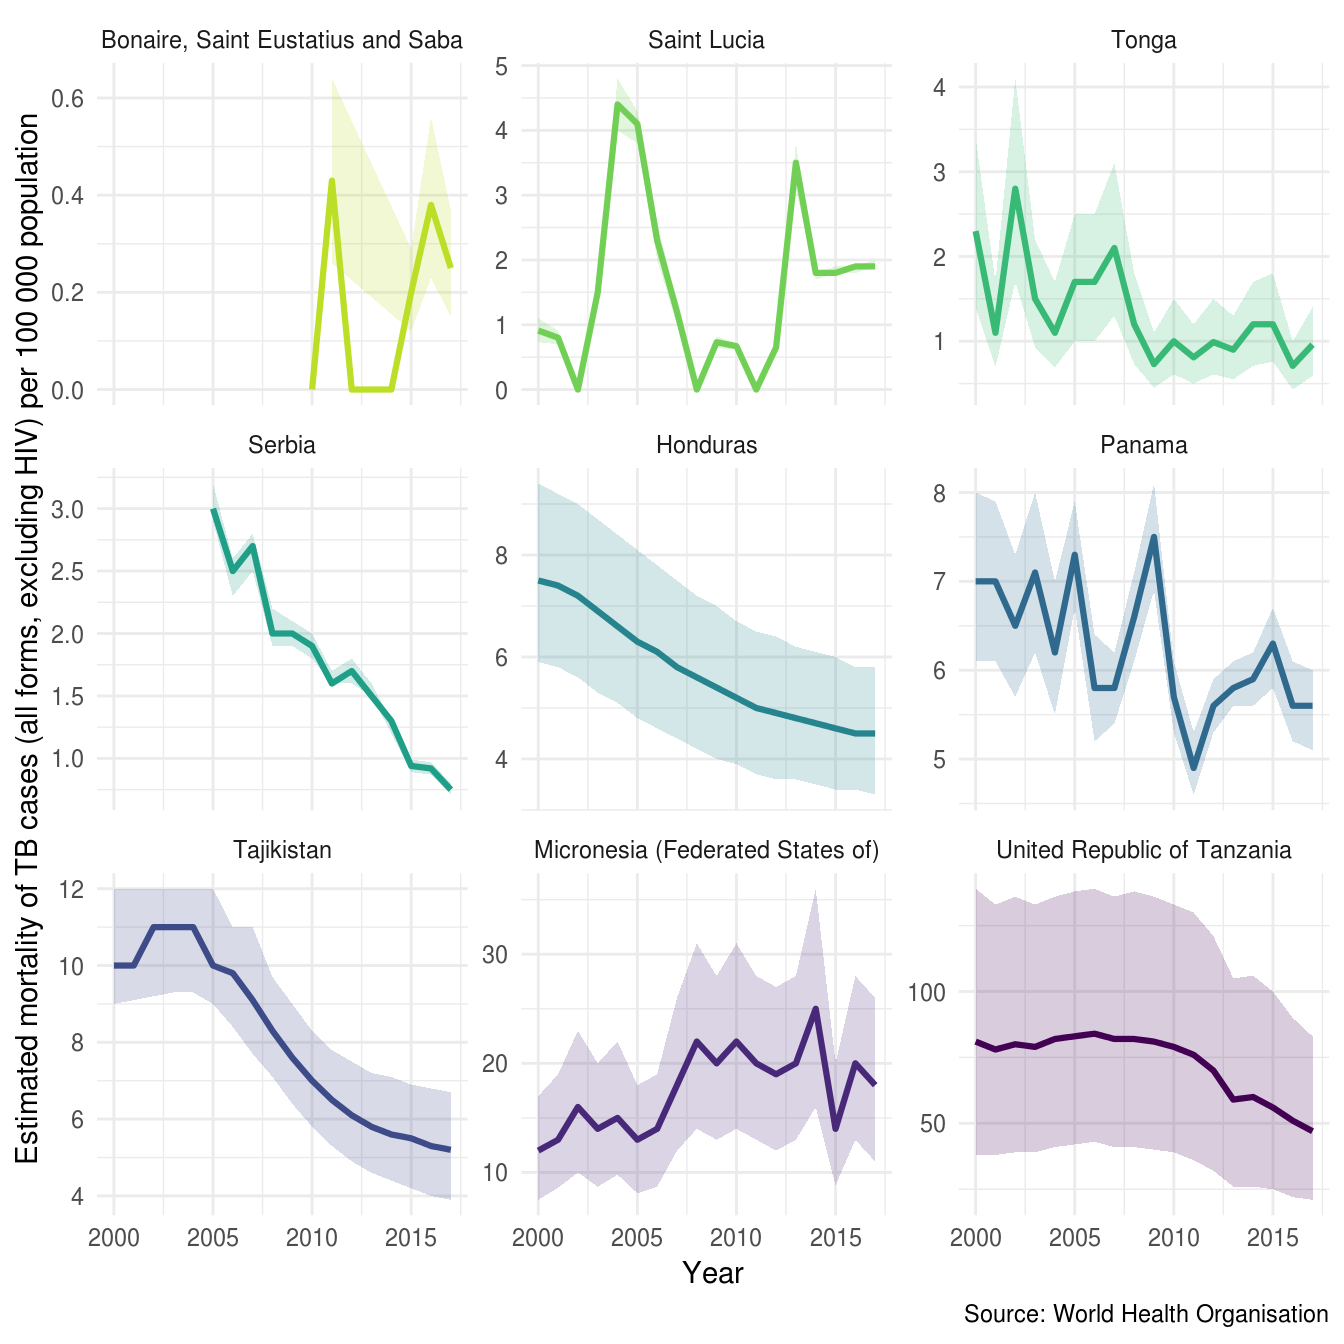 Estimated mortality of TB cases (all forms, excluding HIV) per 100 000 population
Bonaire, Saint Eustatius and Saba
0.6
0.4
0.2
0.0
Saint Lucia
5
4
3
2
1
0
Tonga
4
3
2
1
Serbia
3.0
2.5
2.0
1.5
1.0
Honduras
8
6
4
Panama
8
7
6
5
Tajikistan
12
10
8
6
4
2000 2005 2010 2015
Micronesia (Federated States of)
30
20
10
2000 2005 2010 2015
United Republic of Tanzania
100
50
2000 2005 2010 2015
Year
Source: World Health Organisation